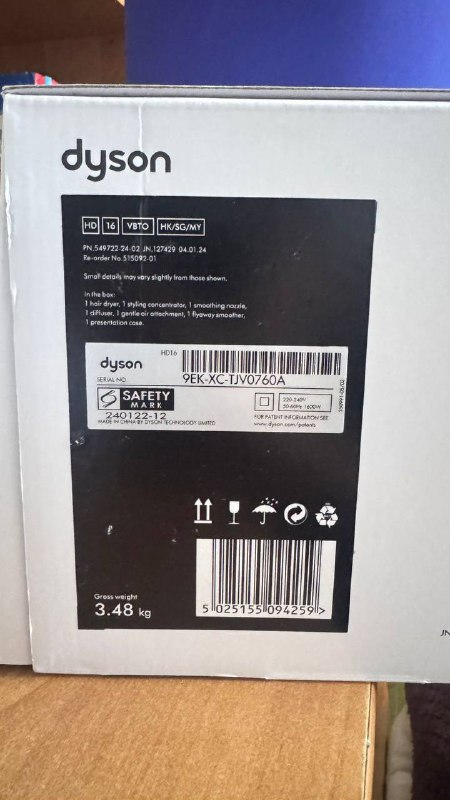 dyson
HD 16 VBTO HK/SG/MY
PN.549722-24-02 JN.127429 04.01.24
Re-order No.515092-01
Small details may vary slightly from those shown.
In the box:
1 hair dryer, 1 styling concentrator, 1 smoothing nozzle,
1 diffuser, 1 gentle air attachment, 1 flyaway smoother,
1 presentation case.
HD16
dyson
SERIAL NO.
9EK-XC-TJV0760A
SAFETY
MARK
240122-12
220-240V
50-60Hz 1600W
MADE IN CHINA BY DYSON TECHNOLOGY LIMITED
FOR PATENT INFORMATION SEE
www.dyson.com/patents
Gross weight
3.48 kg
5 025155 094259 >
JN